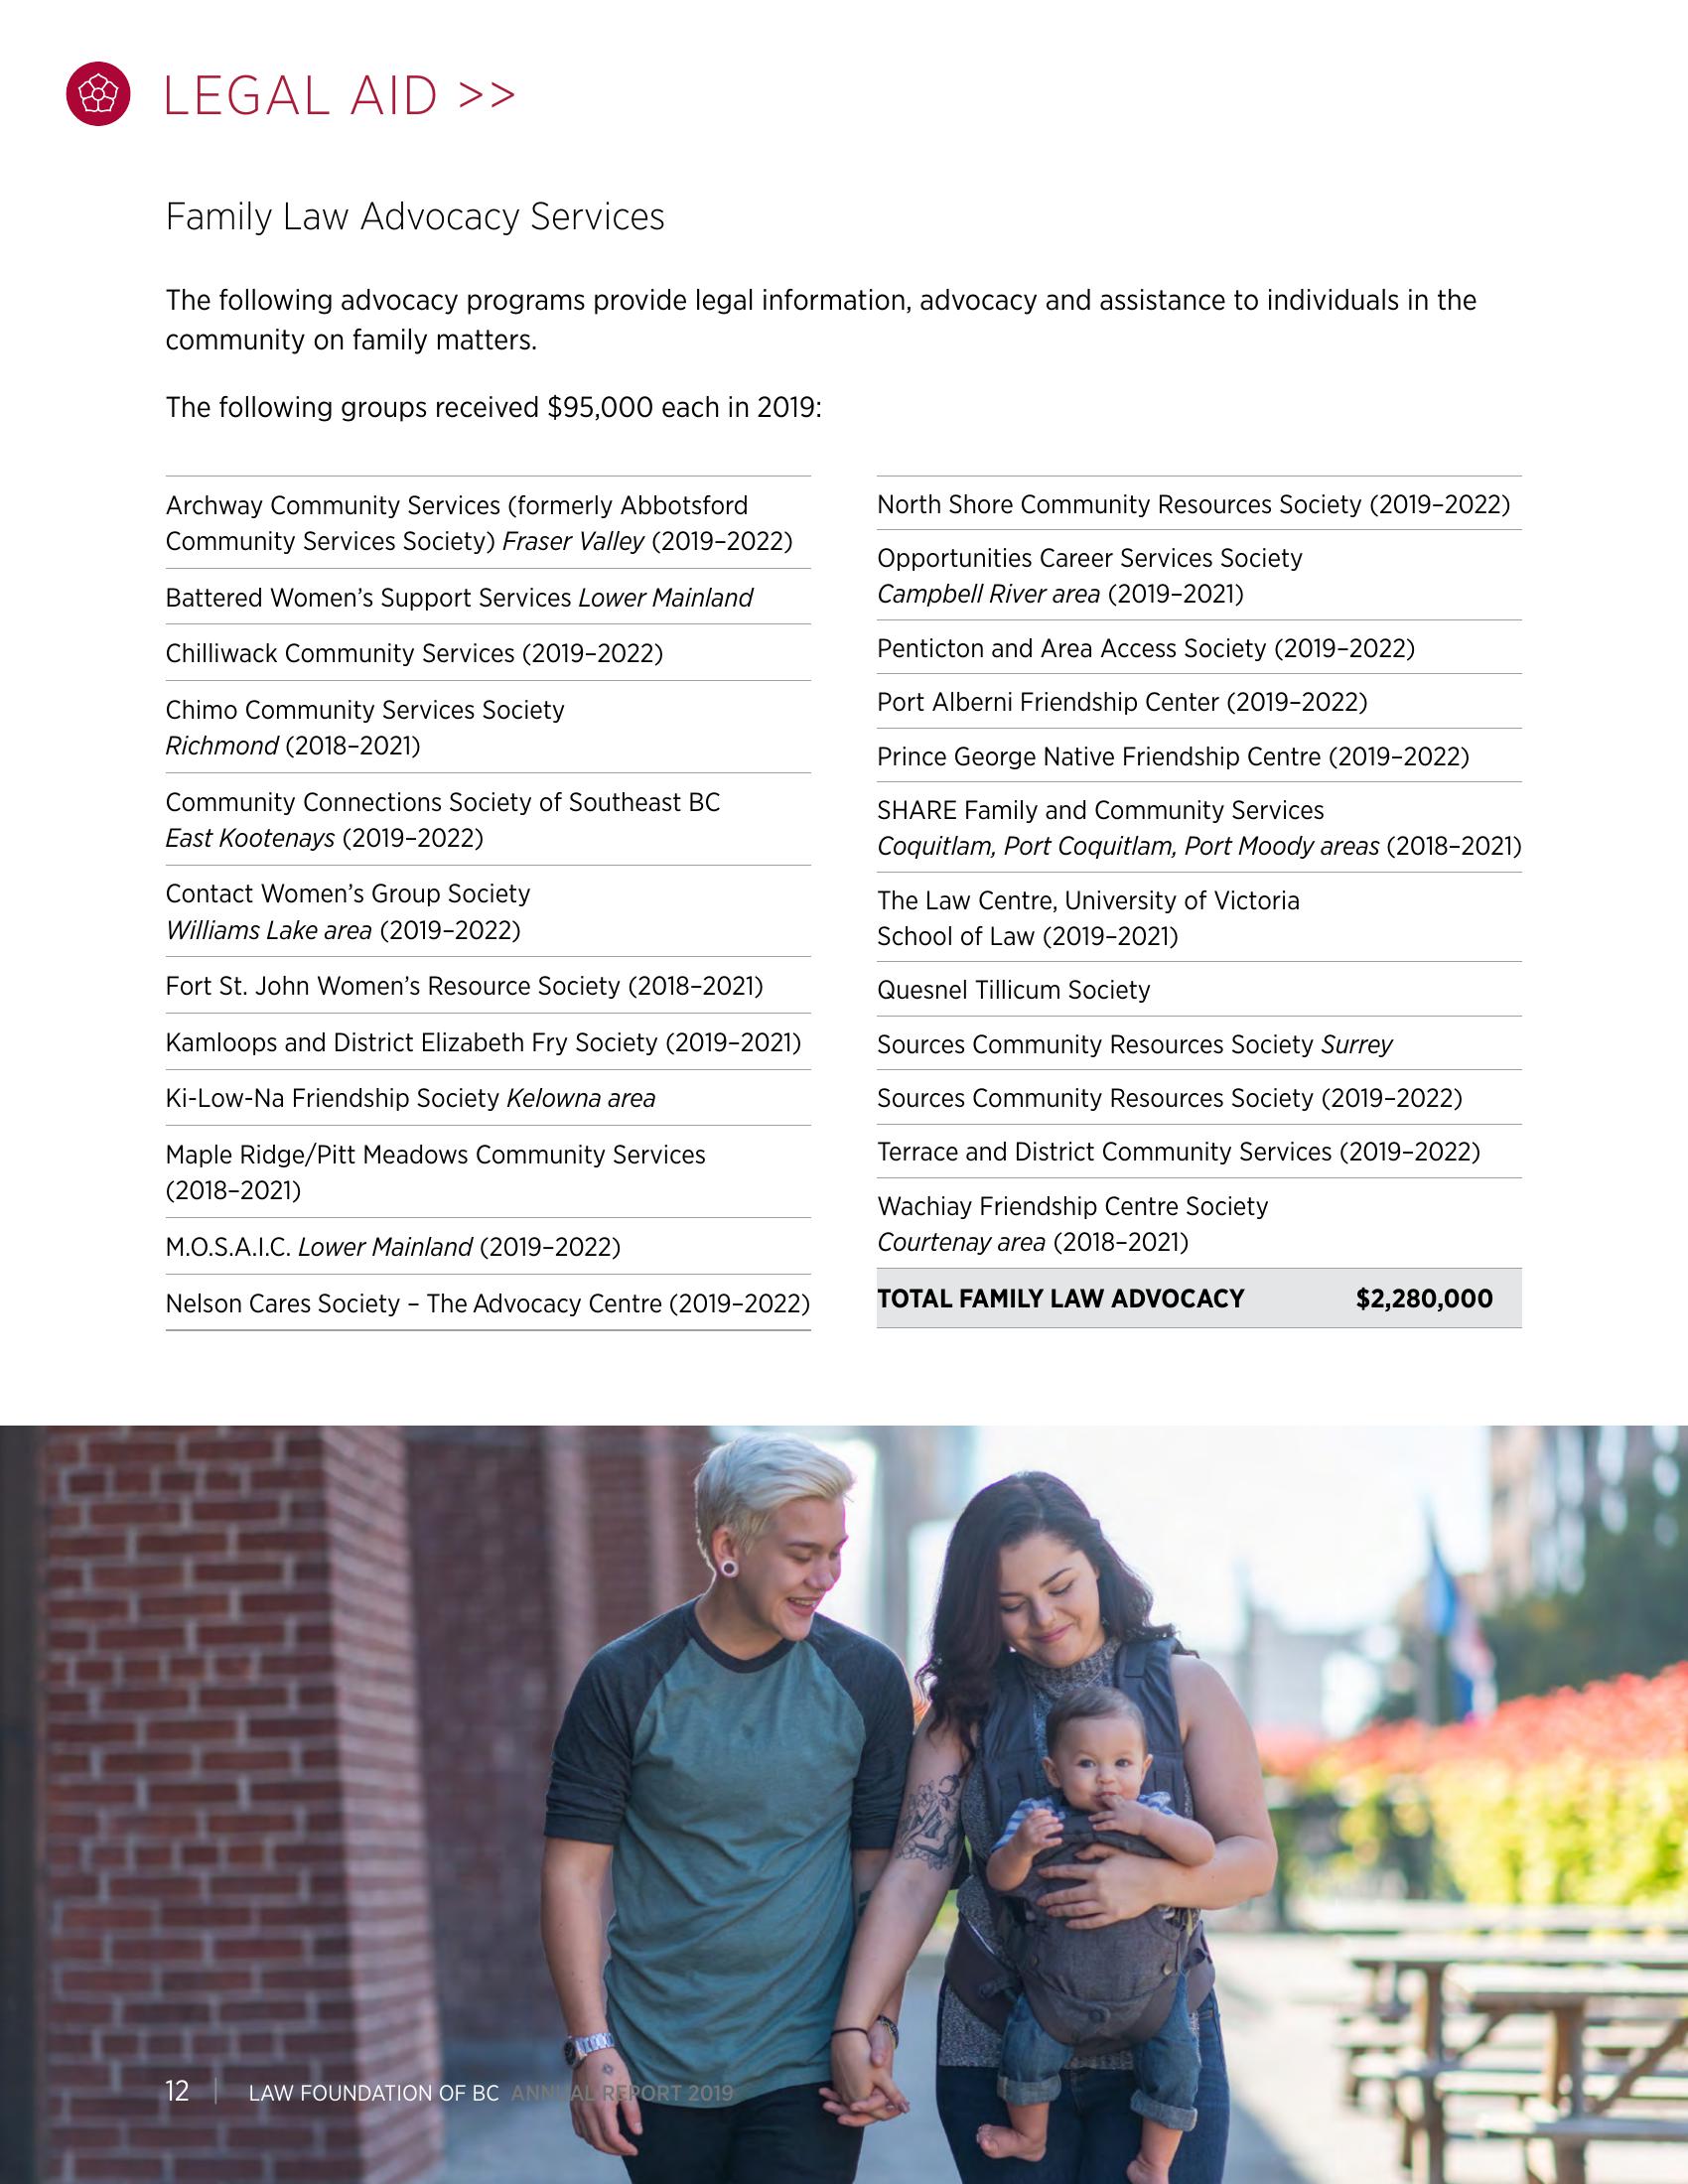 LEGAL AID >>
Family Law Advocacy Services
The following advocacy programs provide legal information, advocacy and assistance to individuals in the
community on family matters.
The following groups received $95,000 each in 2019:
Archway Community Services (formerly Abbotsford
Community Services Society) Fraser Valley (2019–2022)
Battered Women’s Support Services Lower Mainland
Chilliwack Community Services (2019–2022)
Chimo Community Services Society
Richmond (2018–2021)
Community Connections Society of Southeast BC
East Kootenays (2019–2022)
Contact Women’s Group Society
Williams Lake area (2019–2022)
Fort St. John Women’s Resource Society (2018–2021)
Kamloops and District Elizabeth Fry Society (2019–2021)
Ki-Low-Na Friendship Society Kelowna area
Maple Ridge/Pitt Meadows Community Services
(2018–2021)
M.O.S.A.I.C. Lower Mainland (2019–2022)
Nelson Cares Society – The Advocacy Centre (2019–2022)
North Shore Community Resources Society (2019–2022)
Opportunities Career Services Society
Campbell River area (2019–2021)
Penticton and Area Access Society (2019–2022)
Port Alberni Friendship Center (2019–2022)
Prince George Native Friendship Centre (2019–2022)
SHARE Family and Community Services
Coquitlam, Port Coquitlam, Port Moody areas (2018–2021)
The Law Centre, University of Victoria
School of Law (2019–2021)
Quesnel Tillicum Society
Sources Community Resources Society Surrey
Sources Community Resources Society (2019–2022)
Terrace and District Community Services (2019–2022)
Wachiay Friendship Centre Society
Courtenay area (2018–2021)
TOTAL FAMILY LAW ADVOCACY $2,280,000
12 | LAW FOUNDATION OF BC ANNUAL REPORT 2019